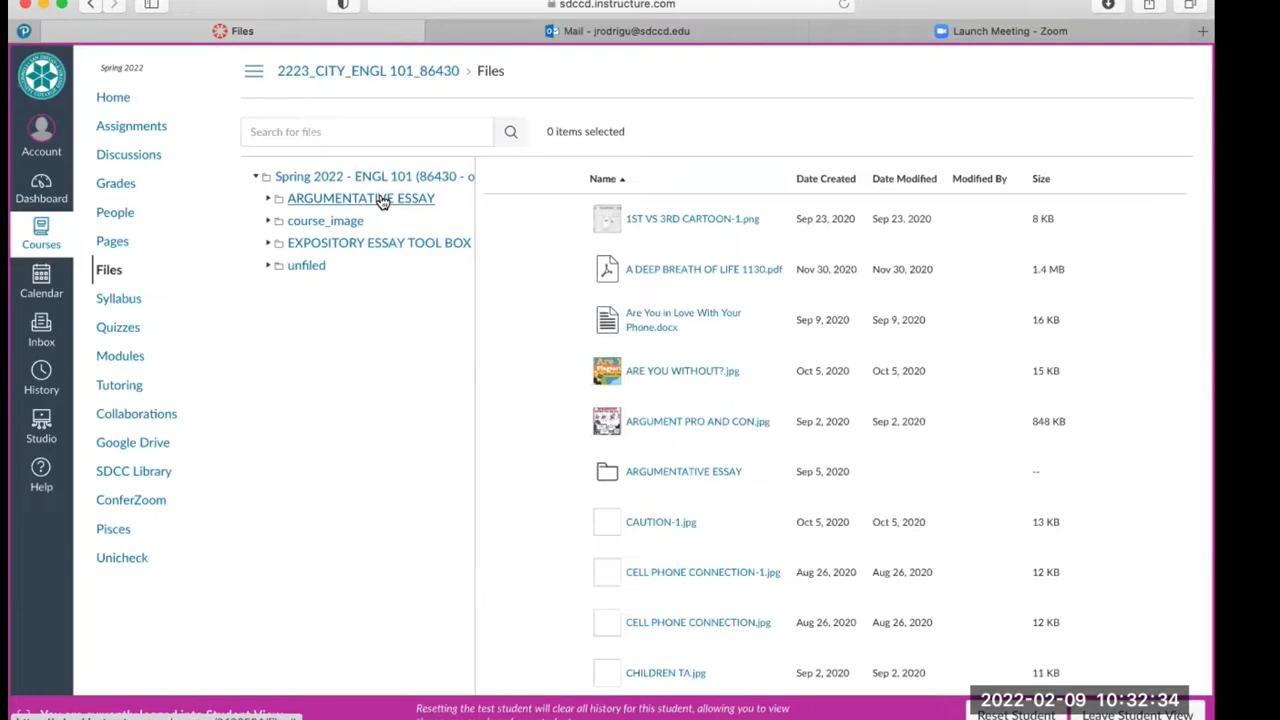 sdccd.instructure.com
Files
Mail - jrodrigu@sdccd.edu
Launch Meeting - Zoom
Spring 2022
2223_CITY_ENGL 101_86430 > Files
Home
Assignments
Discussions
Grades
People
Pages
Files
Syllabus
Quizzes
Modules
Tutoring
Collaborations
Google Drive
SDCC Library
ConferZoom
Pisces
Unicheck
Account
Dashboard
Courses
Calendar
Inbox
History
Studio
Help
Search for files
0 items selected
Spring 2022 - ENGL 101 (86430 - o
ARGUMENTATIVE ESSAY
course_image
EXPOSITORY ESSAY TOOL BOX
unfiled
Name Date Created Date Modified Modified By Size
1ST VS 3RD CARTOON-1.png Sep 23, 2020 Sep 23, 2020 8 KB
A DEEP BREATH OF LIFE 1130.pdf Nov 30, 2020 Nov 30, 2020 1.4 MB
Are You in Love With Your
Phone.docx Sep 9, 2020 Sep 9, 2020 16 KB
ARE YOU WITHOUT?.jpg Oct 5, 2020 Oct 5, 2020 15 KB
ARGUMENT PRO AND CON.jpg Sep 2, 2020 Sep 2, 2020 848 KB
ARGUMENTATIVE ESSAY Sep 5, 2020 --
CAUTION-1.jpg Oct 5, 2020 Oct 5, 2020 13 KB
CELL PHONE CONNECTION-1.jpg Aug 26, 2020 Aug 26, 2020 12 KB
CELL PHONE CONNECTION.jpg Aug 26, 2020 Aug 26, 2020 12 KB
CHILDREN TA.jpg Sep 2, 2020 Sep 2, 2020 11 KB
2022-02-09 10:32:34
You are currently logged into Student View
Resetting the test student will clear all history for this student, allowing you to view
Reset Student
Leave Student View